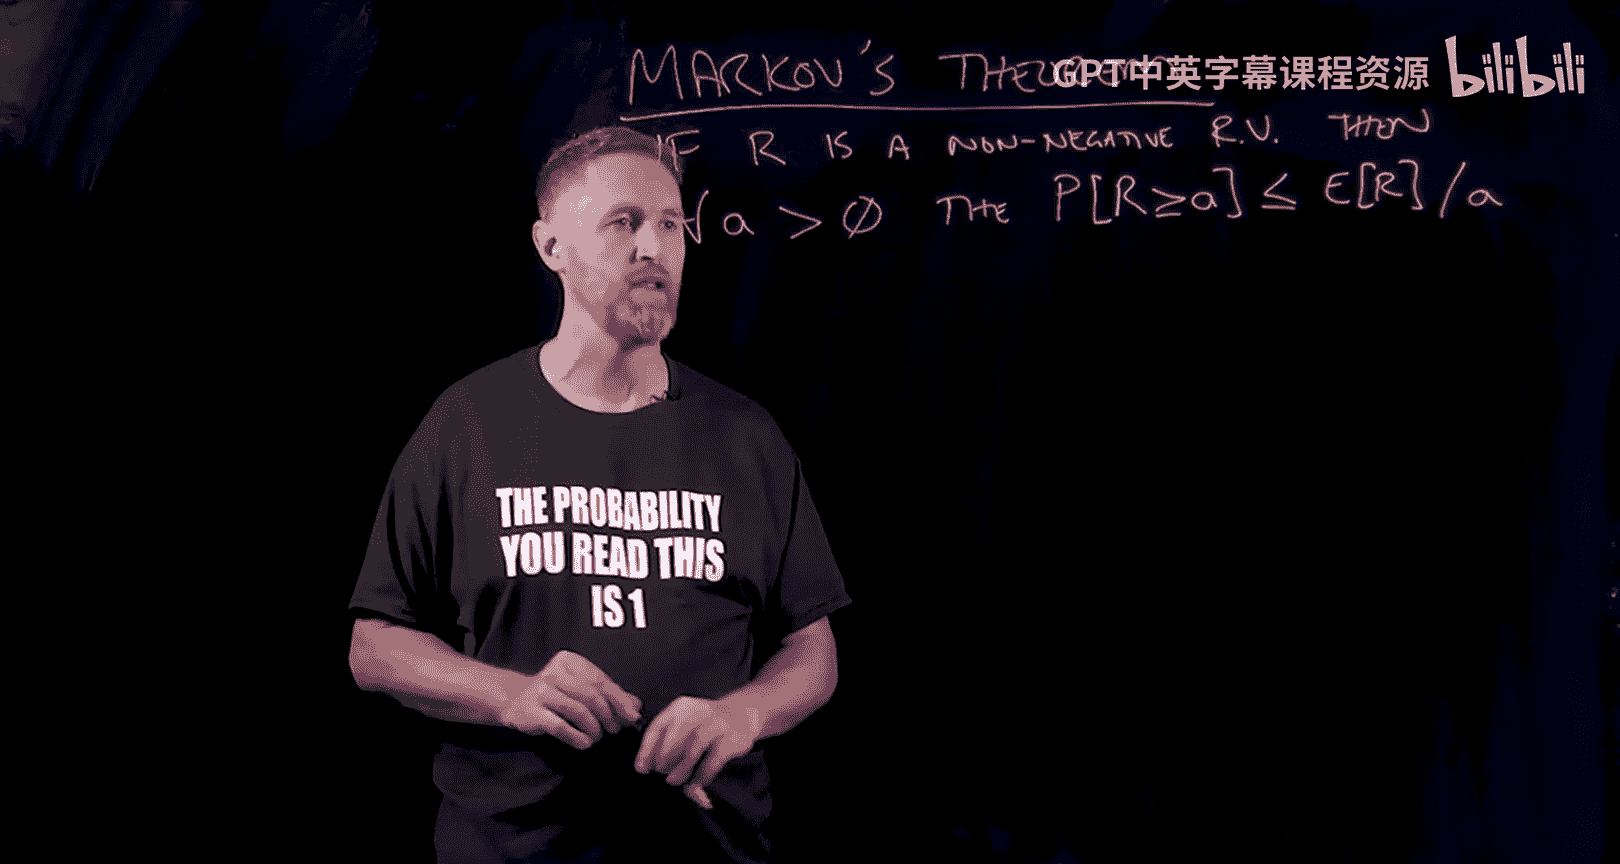 MARKOV'S
GPT中英字幕课程资源 bilibili
IF R IS A NON-NEGATIVE R.V. THEN
∀ a > Ø THE P[R≥a] ≤ E[R]/a
THE PROBABILITY
YOU READ THIS
IS 1